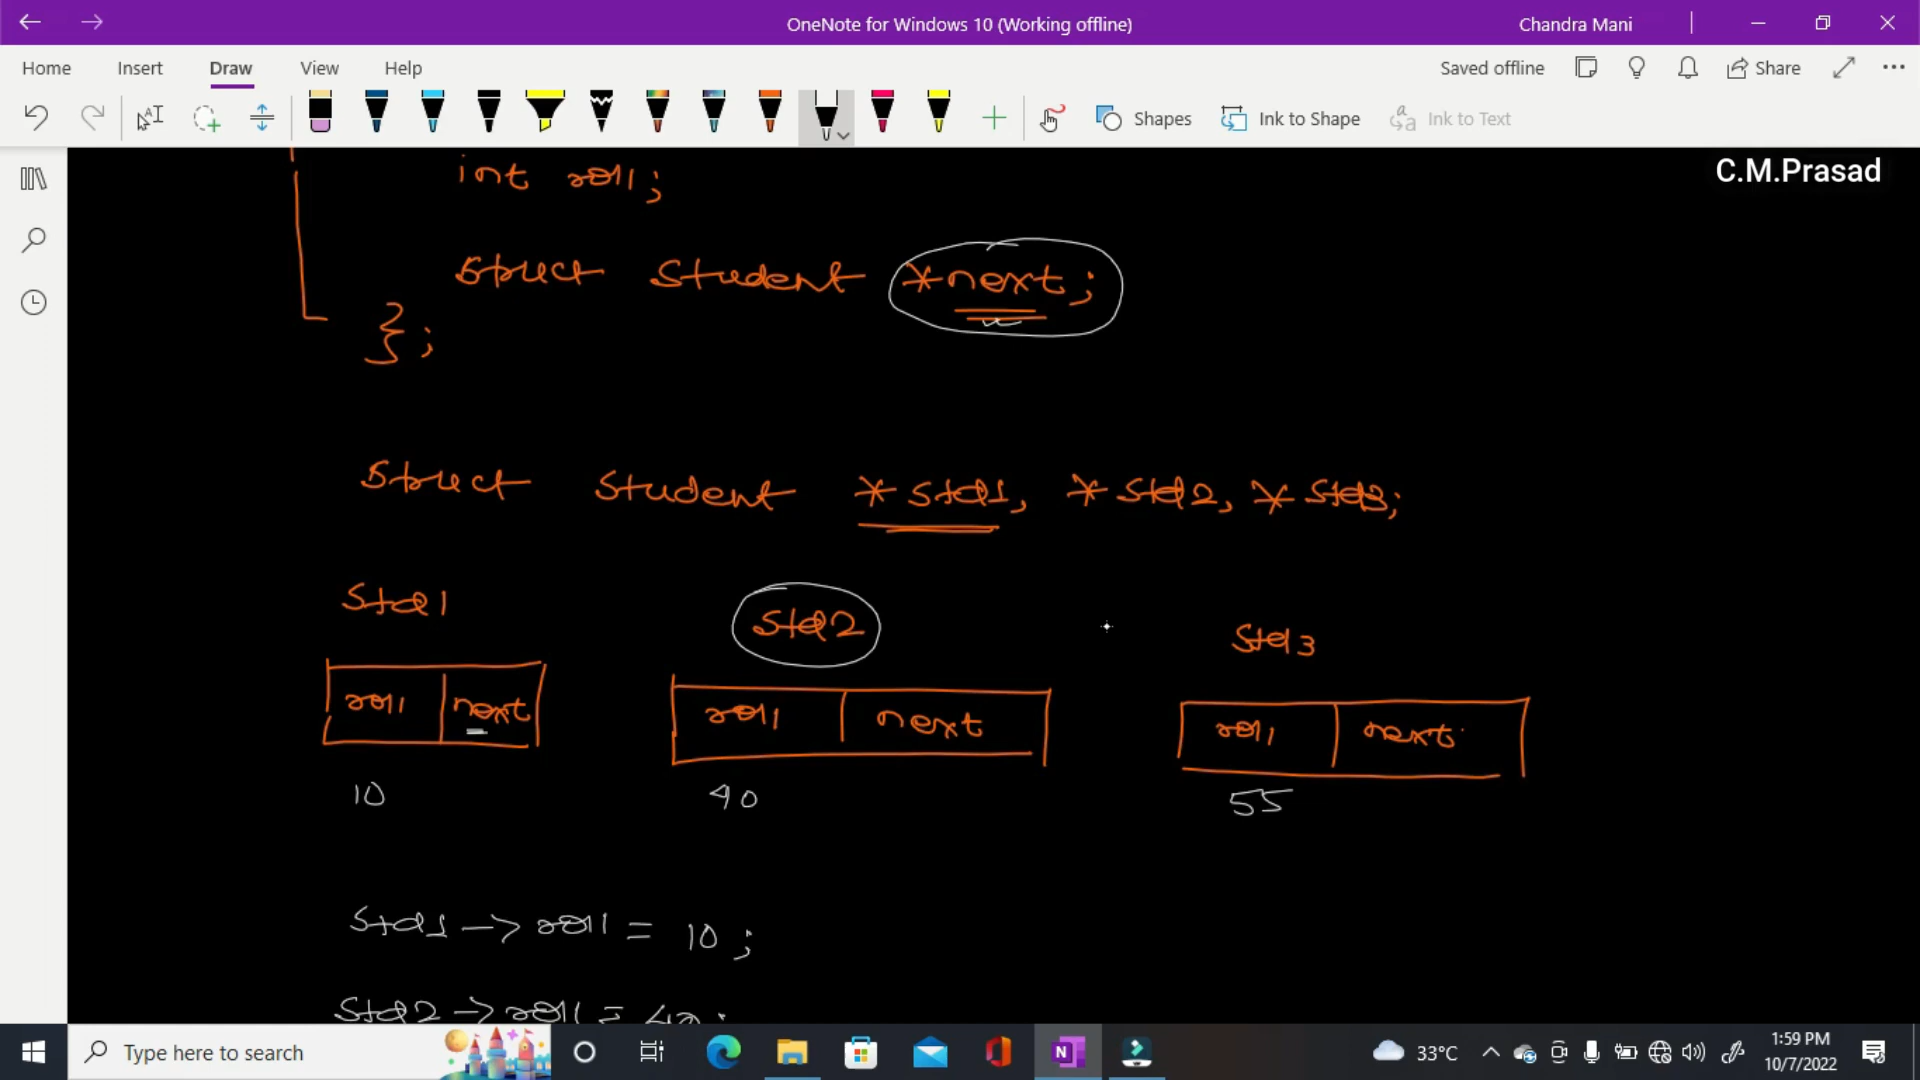 OneNote for Windows 10 (Working offline)
Chandra Mani
Home Insert Draw View Help
Saved offline
Share
Shapes
Ink to Shape
Ink to Text
C.M.Prasad
int roll;
struct student *next;
};
struct student *std1, *std2, *std3;
std1
std2
std3
roll next
roll next
roll next
10
40
55
std1 -> roll = 10;
std2 -> roll = 40;
Type here to search
33°C
1:59 PM
10/7/2022